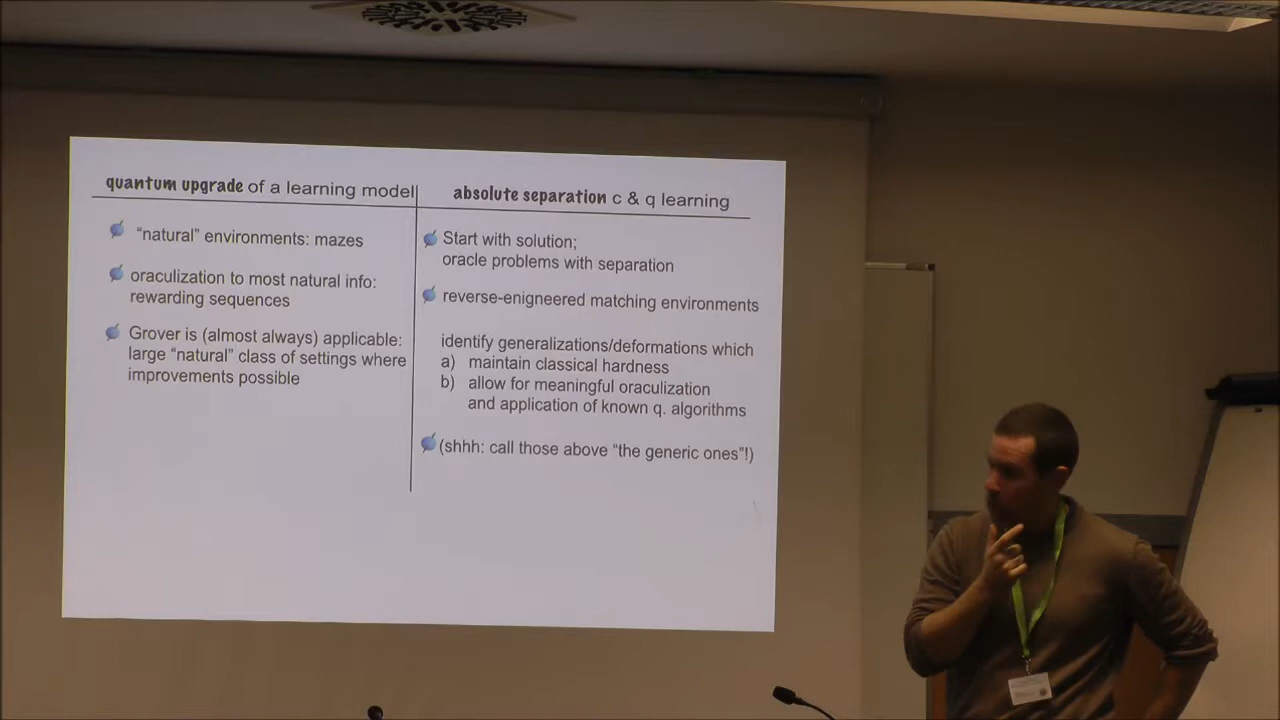 quantum upgrade of a learning model
"natural" environments: mazes
oraculization to most natural info:
rewarding sequences
Grover is (almost always) applicable:
large "natural" class of settings where
improvements possible
absolute separation c & q learning
Start with solution;
oracle problems with separation
reverse-enigneered matching environments
identify generalizations/deformations which
a) maintain classical hardness
b) allow for meaningful oraculization
and application of known q. algorithms
(shhh: call those above "the generic ones"!)